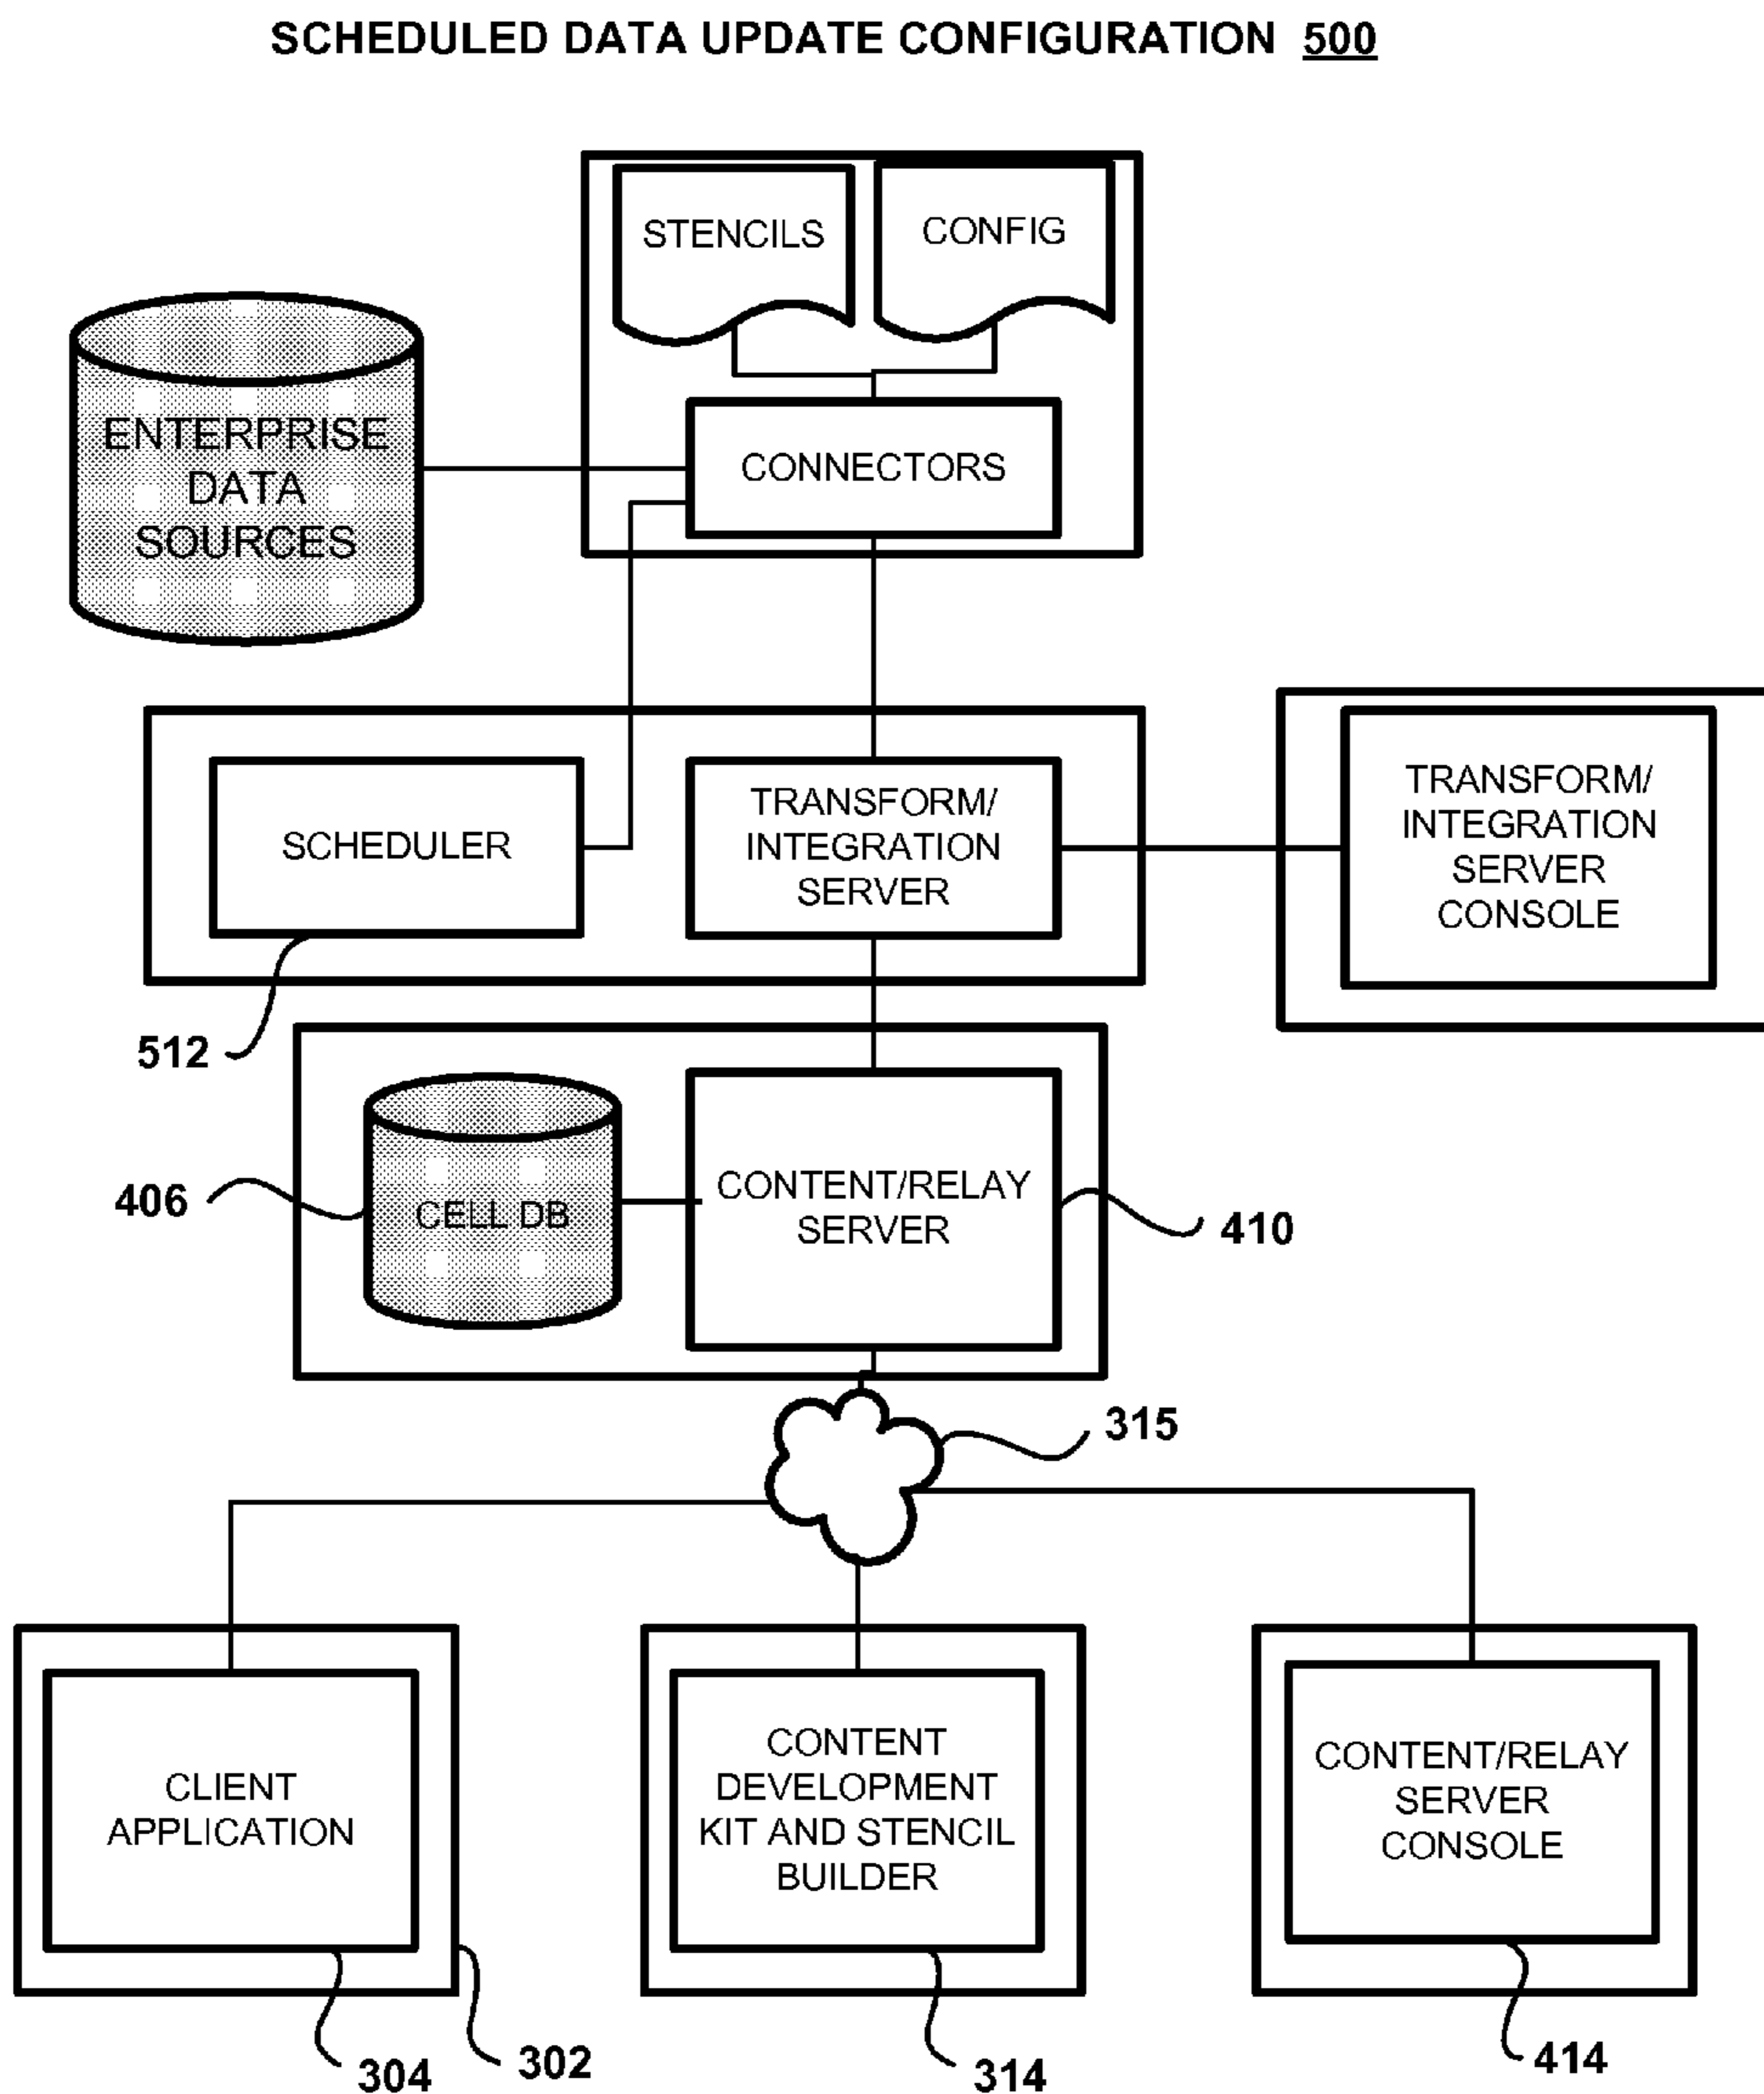 SCHEDULED DATA UPDATE CONFIGURATION 500
STENCILS
CONFIG
ENTERPRISE
DATA
SOURCES
CONNECTORS
SCHEDULER
TRANSFORM/
INTEGRATION
SERVER
TRANSFORM/
INTEGRATION
SERVER
CONSOLE
512
406
CELL DB
CONTENT/RELAY
SERVER
410
315
CLIENT
APPLICATION
CONTENT
DEVELOPMENT
KIT AND STENCIL
BUILDER
CONTENT/RELAY
SERVER
CONSOLE
304
302
314
414